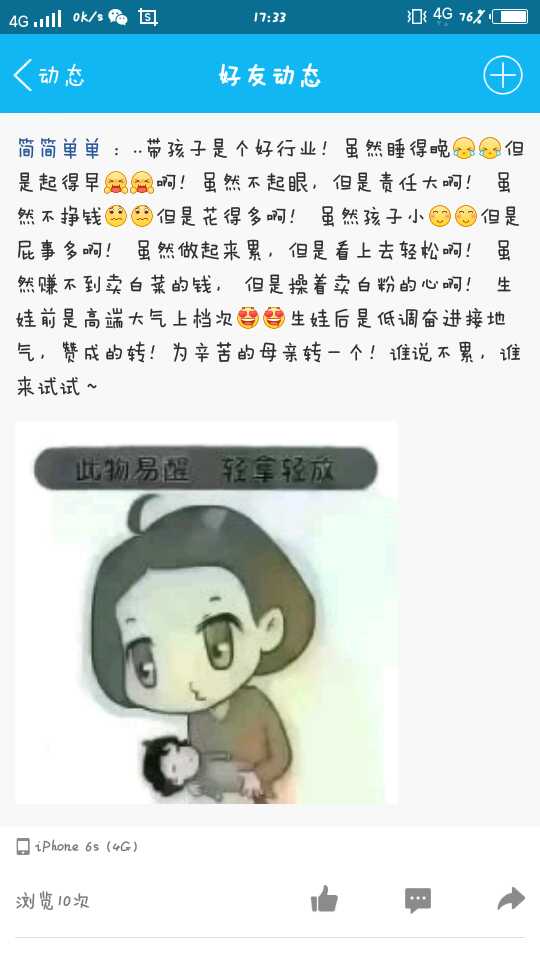 4G 0K/s 17:33 4G 76%
动态 好友动态
简简单单 ：..带孩子是个好行业！虽然睡得晚😂😂但
是起得早🤗🤗啊！虽然不起眼，但是责任大啊！ 虽
然不挣钱😟😟但是花得多啊！ 虽然孩子小😊😊但是
屁事多啊！ 虽然做起来累，但是看上去轻松啊！ 虽
然赚不到卖白菜的钱， 但是操着卖白粉的心啊！ 生
娃前是高端大气上档次😍😍生娃后是低调奋进接地
气，赞成的转！为辛苦的母亲转一个！谁说不累，谁
来试试～
此物易醒 轻拿轻放
iPhone 6s (4G)
浏览10次